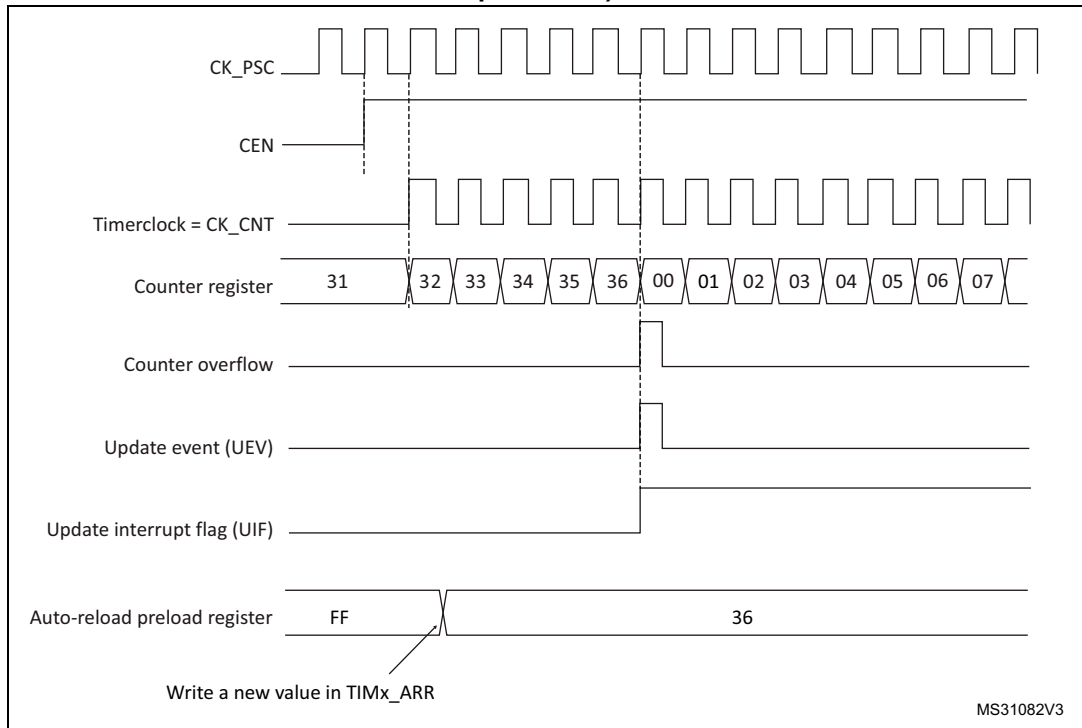 CK_PSC
CEN
Timerclock = CK_CNT
Counter register 31 32 33 34 35 36 00 01 02 03 04 05 06 07
Counter overflow
Update event (UEV)
Update interrupt flag (UIF)
Auto-reload preload register FF 36
Write a new value in TIMx_ARR
MS31082V3